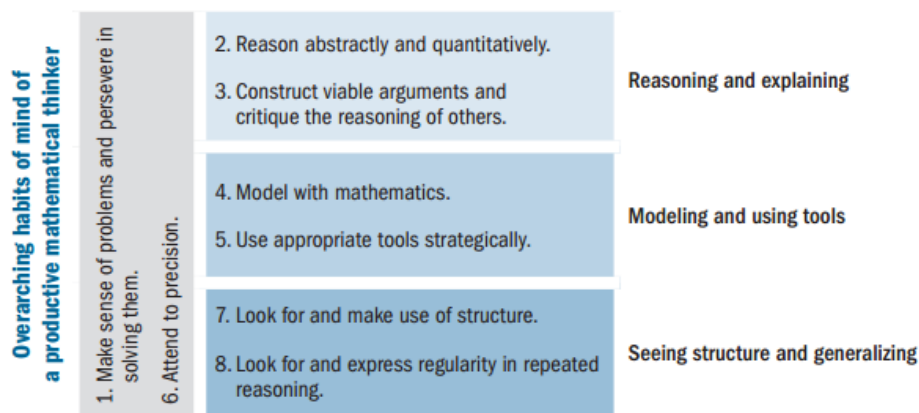 Overarching habits of mind of
a productive mathematical thinker
1. Make sense of problems and persevere in
solving them.
6. Attend to precision.
2. Reason abstractly and quantitatively.
3. Construct viable arguments and
critique the reasoning of others.
Reasoning and explaining
4. Model with mathematics.
5. Use appropriate tools strategically.
Modeling and using tools
7. Look for and make use of structure.
8. Look for and express regularity in repeated
reasoning.
Seeing structure and generalizing